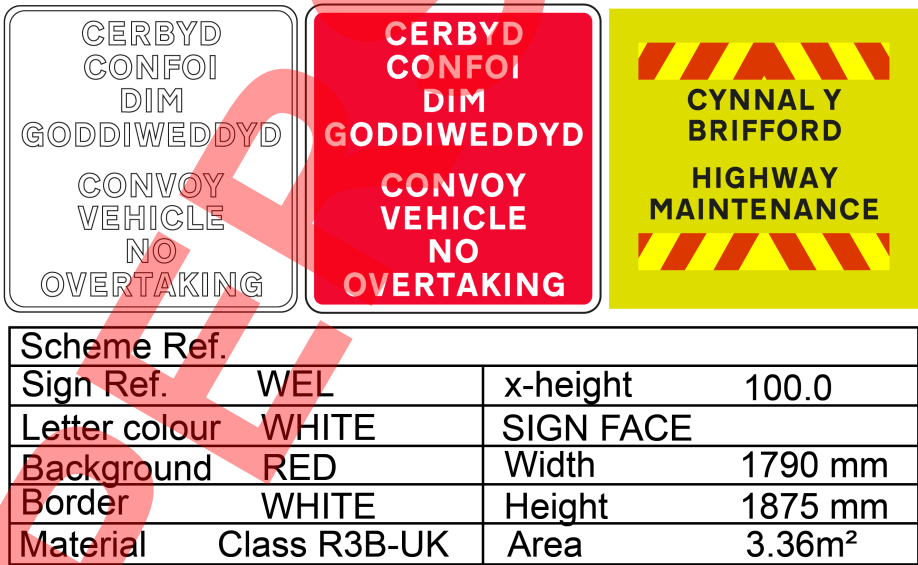 CERBYD
CONFOI
DIM
GODDIWEDDYD
CONVOY
VEHICLE
NO
OVERTAKING
CERBYD
CONFOI
DIM
GODDIWEDDYD
CONVOY
VEHICLE
NO
OVERTAKING
CYNNAL Y
BRIFFORD
HIGHWAY
MAINTENANCE
Scheme Ref.
Sign Ref. WEL x-height 100.0
Letter colour WHITE SIGN FACE
Background RED Width 1790 mm
Border WHITE Height 1875 mm
Material Class R3B-UK Area 3.36m²